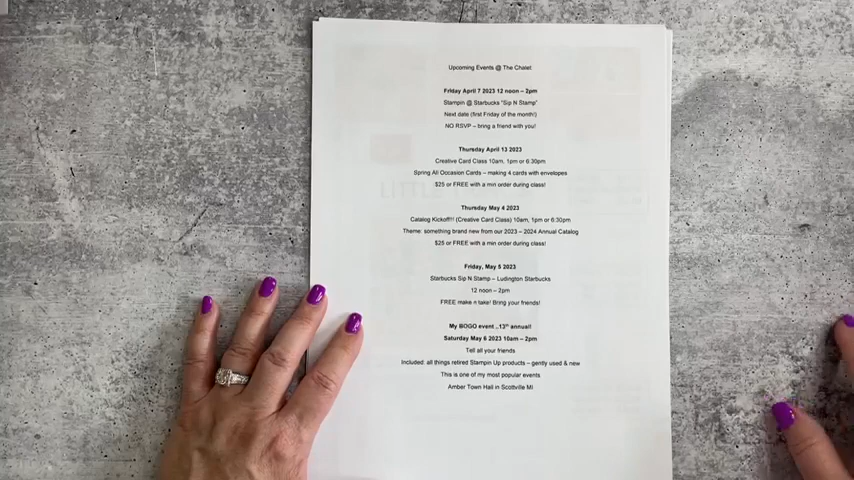 Upcoming Events @ The Chalet
Friday April 7 2023 12 noon – 2pm
Stampin @ Starbucks "Sip N Stamp"
Next date (first Friday of the month!)
NO RSVP – bring a friend with you!
Thursday April 13 2023
Creative Card Class 10am, 1pm or 6:30pm
Spring All Occasion Cards – making 4 cards with envelopes
$25 or FREE with a min order during class!
Thursday May 4 2023
Catalog Kickoff!!! (Creative Card Class) 10am, 1pm or 6:30pm
Theme: something brand new from our 2023 – 2024 Annual Catalog
$25 or FREE with a min order during class!
Friday, May 5 2023
Starbucks Sip N Stamp – Ludington Starbucks
12 noon – 2pm
FREE make n take! Bring your friends!
My BOGO event ..13th annual!
Saturday May 6 2023 10am – 2pm
Tell all your friends
Included: all things retired Stampin Up products – gently used & new
This is one of my most popular events
Amber Town Hall in Scottville MI